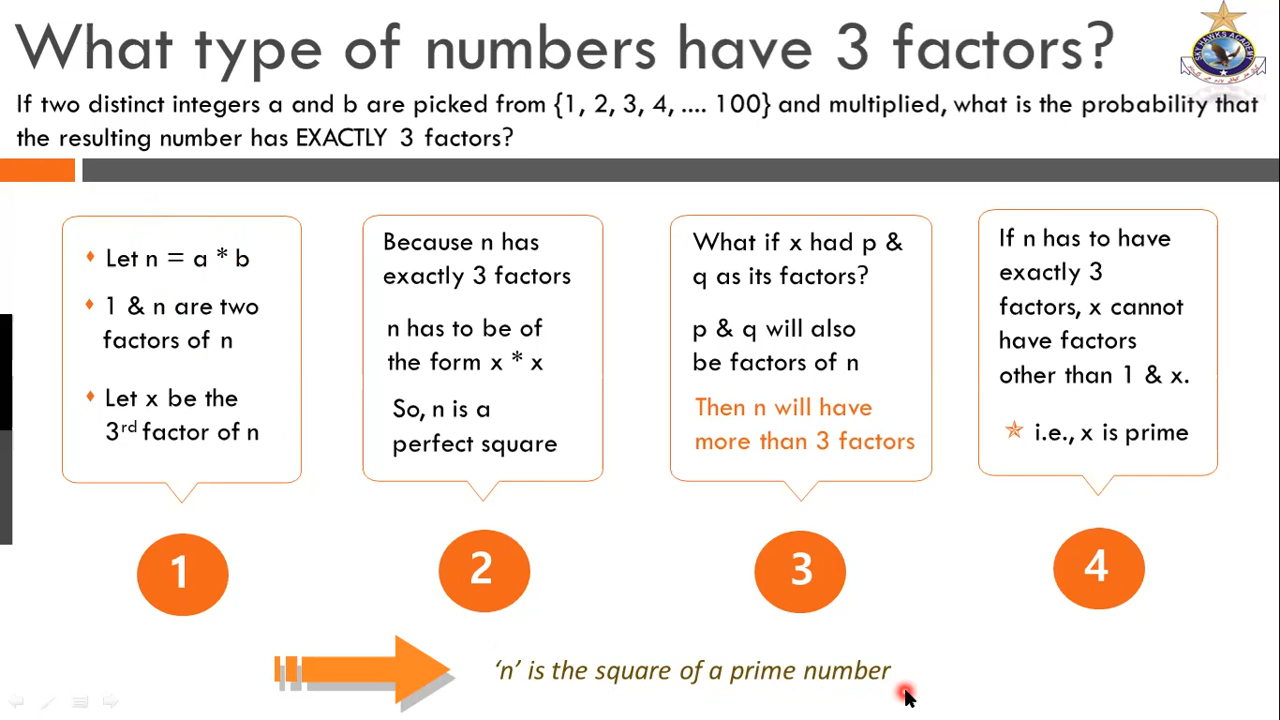 What type of numbers have 3 factors?
If two distinct integers a and b are picked from {1, 2, 3, 4, .... 100} and multiplied, what is the probability that
the resulting number has EXACTLY 3 factors?
SKY HAWKS ACADEMY
Let n = a * b
1 & n are two
factors of n
Let x be the
3rd factor of n
Because n has
exactly 3 factors
n has to be of
the form x * x
So, n is a
perfect square
What if x had p &
q as its factors?
p & q will also
be factors of n
Then n will have
more than 3 factors
If n has to have
exactly 3
factors, x cannot
have factors
other than 1 & x.
i.e., x is prime
1
2
3
4
‘n’ is the square of a prime number